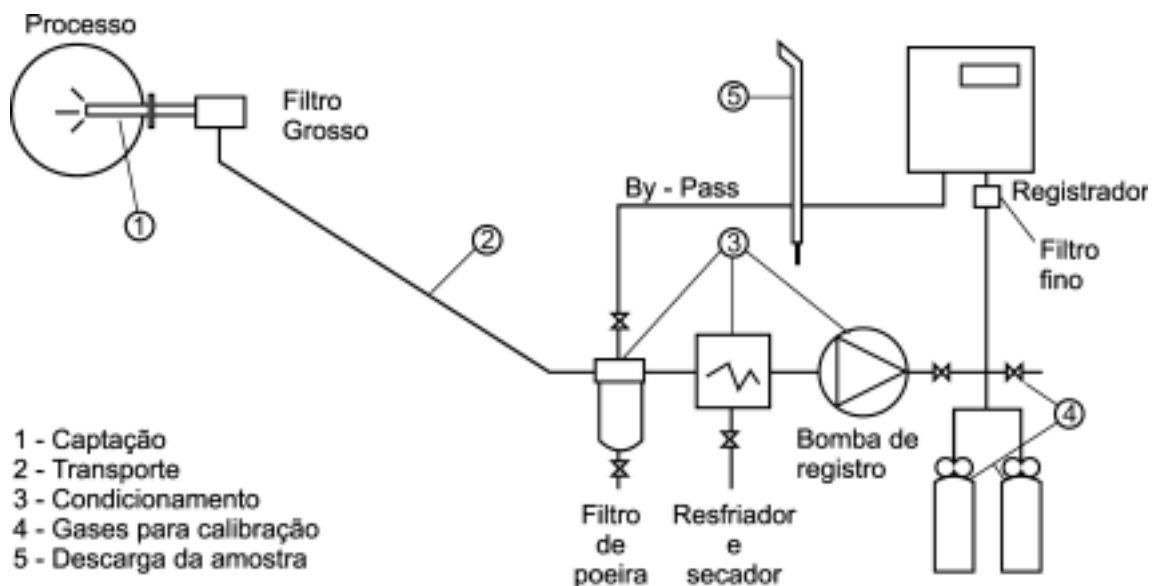 Processo
Filtro
Grosso
1
2
By - Pass
5
Registrador
Filtro
fino
3
4
Bomba de
registro
Filtro
de
poeira
Resfriador
e
secador
1 - Captação
2 - Transporte
3 - Condicionamento
4 - Gases para calibração
5 - Descarga da amostra